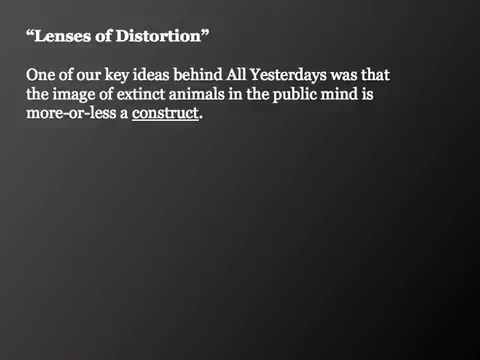 “Lenses of Distortion”
One of our key ideas behind All Yesterdays was that
the image of extinct animals in the public mind is
more-or-less a construct.